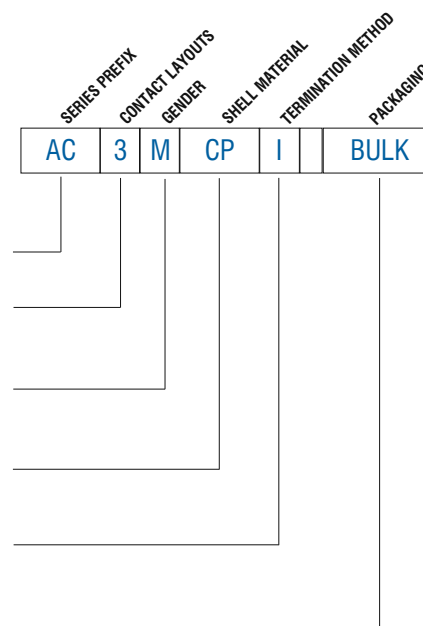 SERIES PREFIX
CONTACT LAYOUTS
GENDER
SHELL MATERIAL
TERMINATION METHOD
PACKAGING
AC 3 M CP I BULK